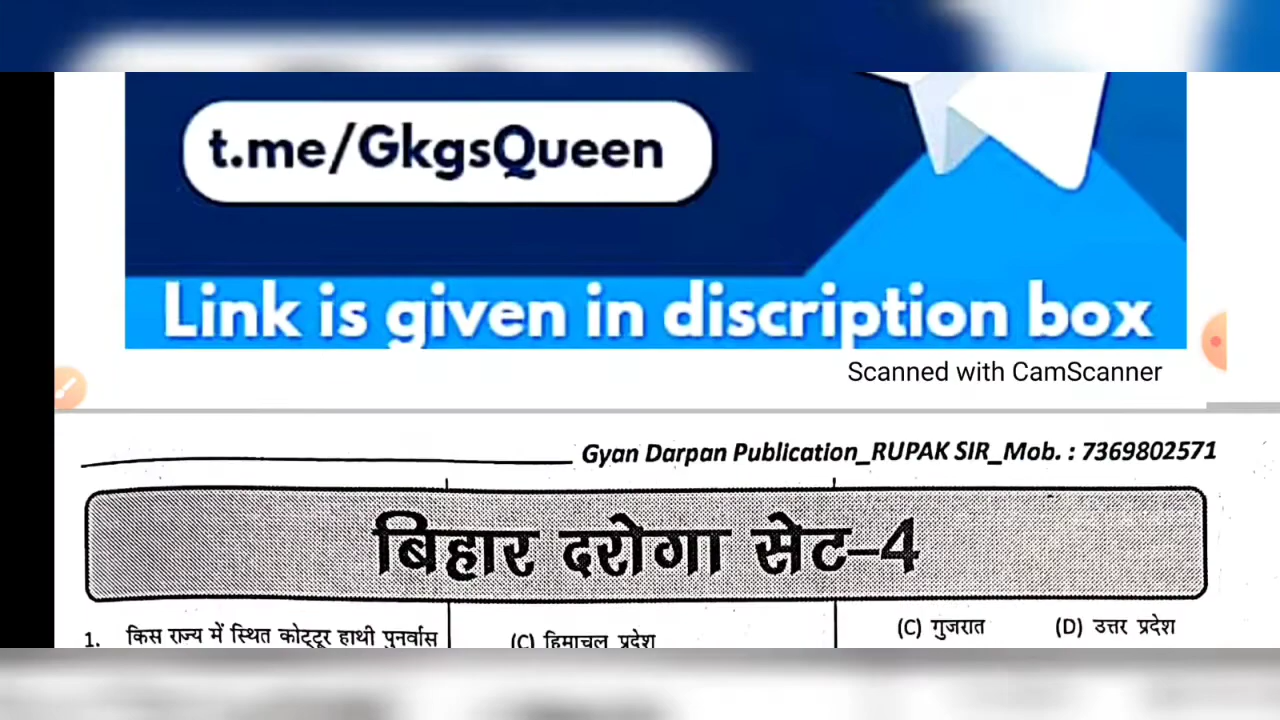 t.me/GkgsQueen
Link is given in discription box
Scanned with CamScanner
Gyan Darpan Publication_RUPAK SIR_Mob. : 7369802571
बिहार दरोगा सेट–4
1. किस राज्य में स्थित कोट्टूर हाथी पुनर्वास
(C) हिमाचल प्रदेश
(C) गुजरात (D) उत्तर प्रदेश